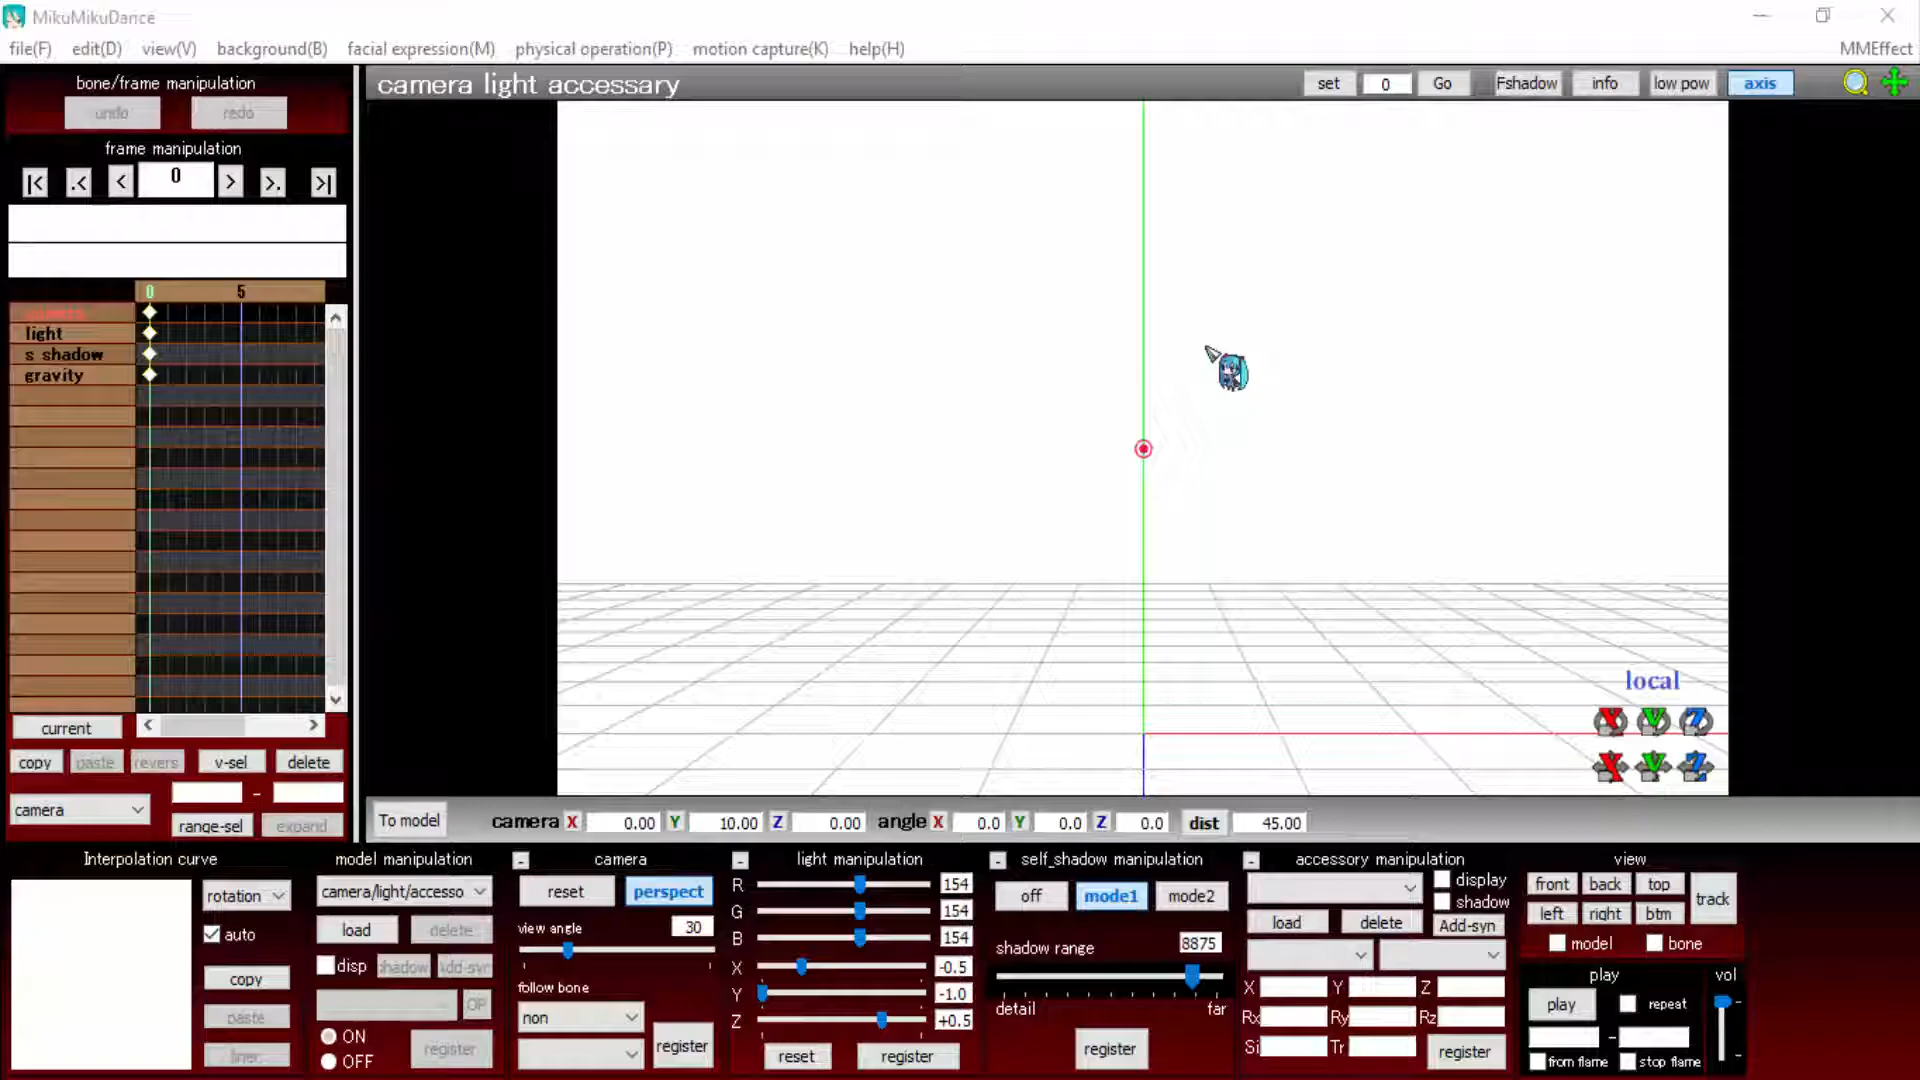 MikuMikuDance
file(F) edit(D) view(V) background(B) facial expression(M) physical operation(P) motion capture(K) help(H) MMEffect
bone/frame manipulation
undo redo
frame manipulation
|< .< < 0 > >. >|
camera light accessary
set 0 Go Fshadow info low pow axis
0 5
camera
light
s shadow
gravity
local
X Y Z
X Y Z
current < >
copy paste revers v-sel delete
camera -
range-sel expand
To model camera X 0.00 Y 10.00 Z 0.00 angle X 0.0 Y 0.0 Z 0.0 dist 45.00
Interpolation curve
rotation
auto
copy
paste
liner
model manipulation
camera/light/accesso
load delete
disp shadow Add-syn
OP
ON
OFF
register
- camera
reset perspect
view angle 30
follow bone
non
register
- light manipulation
R 154
G 154
B 154
X -0.5
Y -1.0
Z +0.5
reset register
- self_shadow manipulation
off mode1 mode2
shadow range 8875
detail far
register
- accessory manipulation
display
shadow
load delete Add-syn
X Y Z
Rx Ry Rz
Si Tr register
view
front back top
left right btm
track
model bone
play
play repeat
-
from flame stop flame
vol